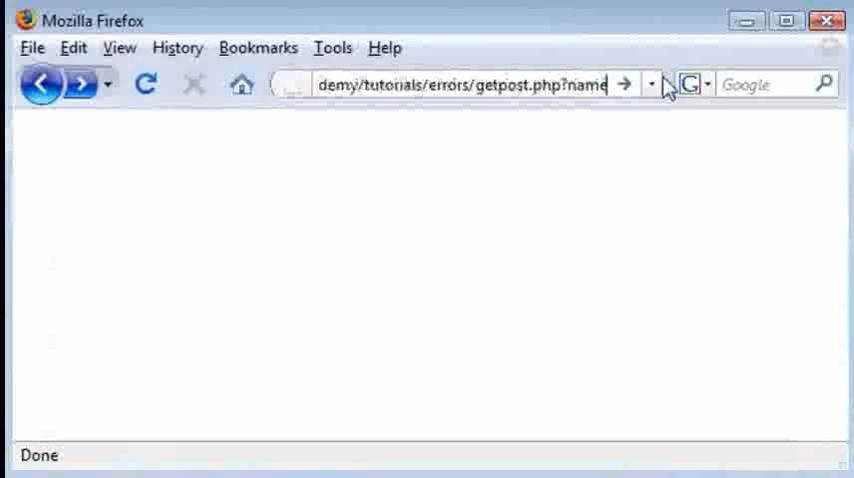 Mozilla Firefox
File Edit View History Bookmarks Tools Help
demy/tutorials/errors/getpost.php?name G Google
Done